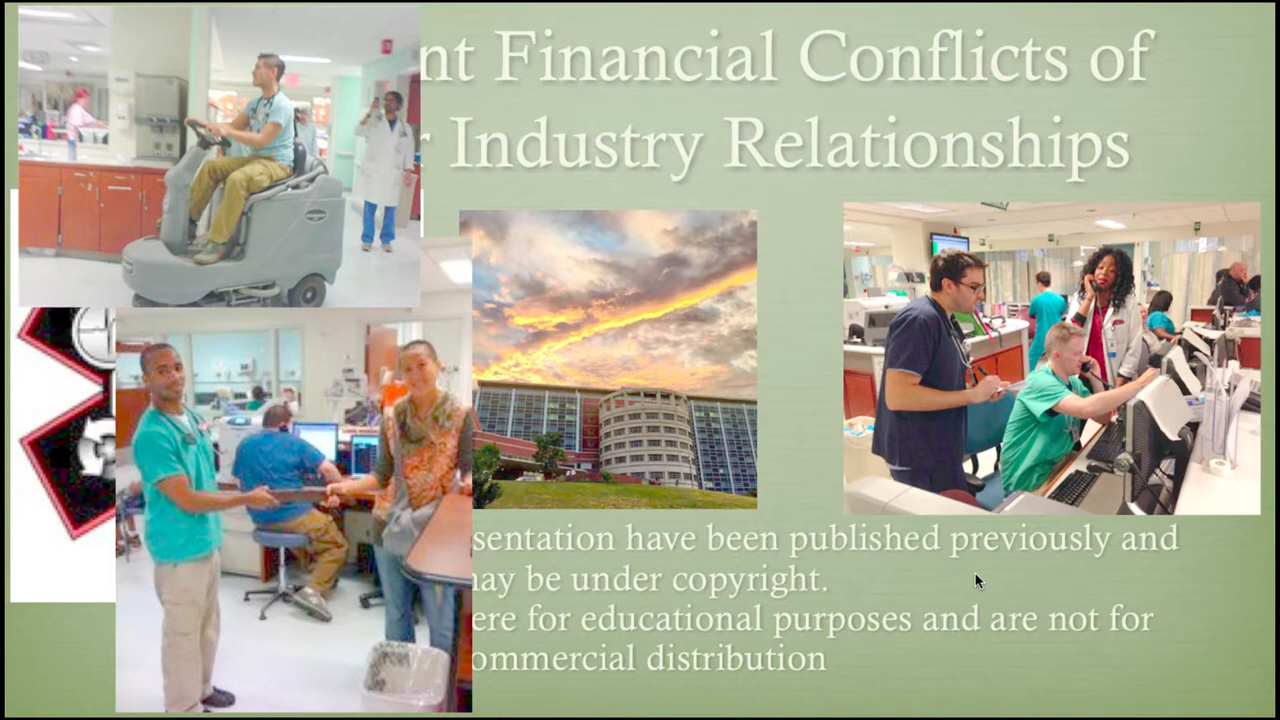 nt Financial Conflicts of
Industry Relationships
sentation have been published previously and
may be under copyright.
ere for educational purposes and are not for
ommercial distribution